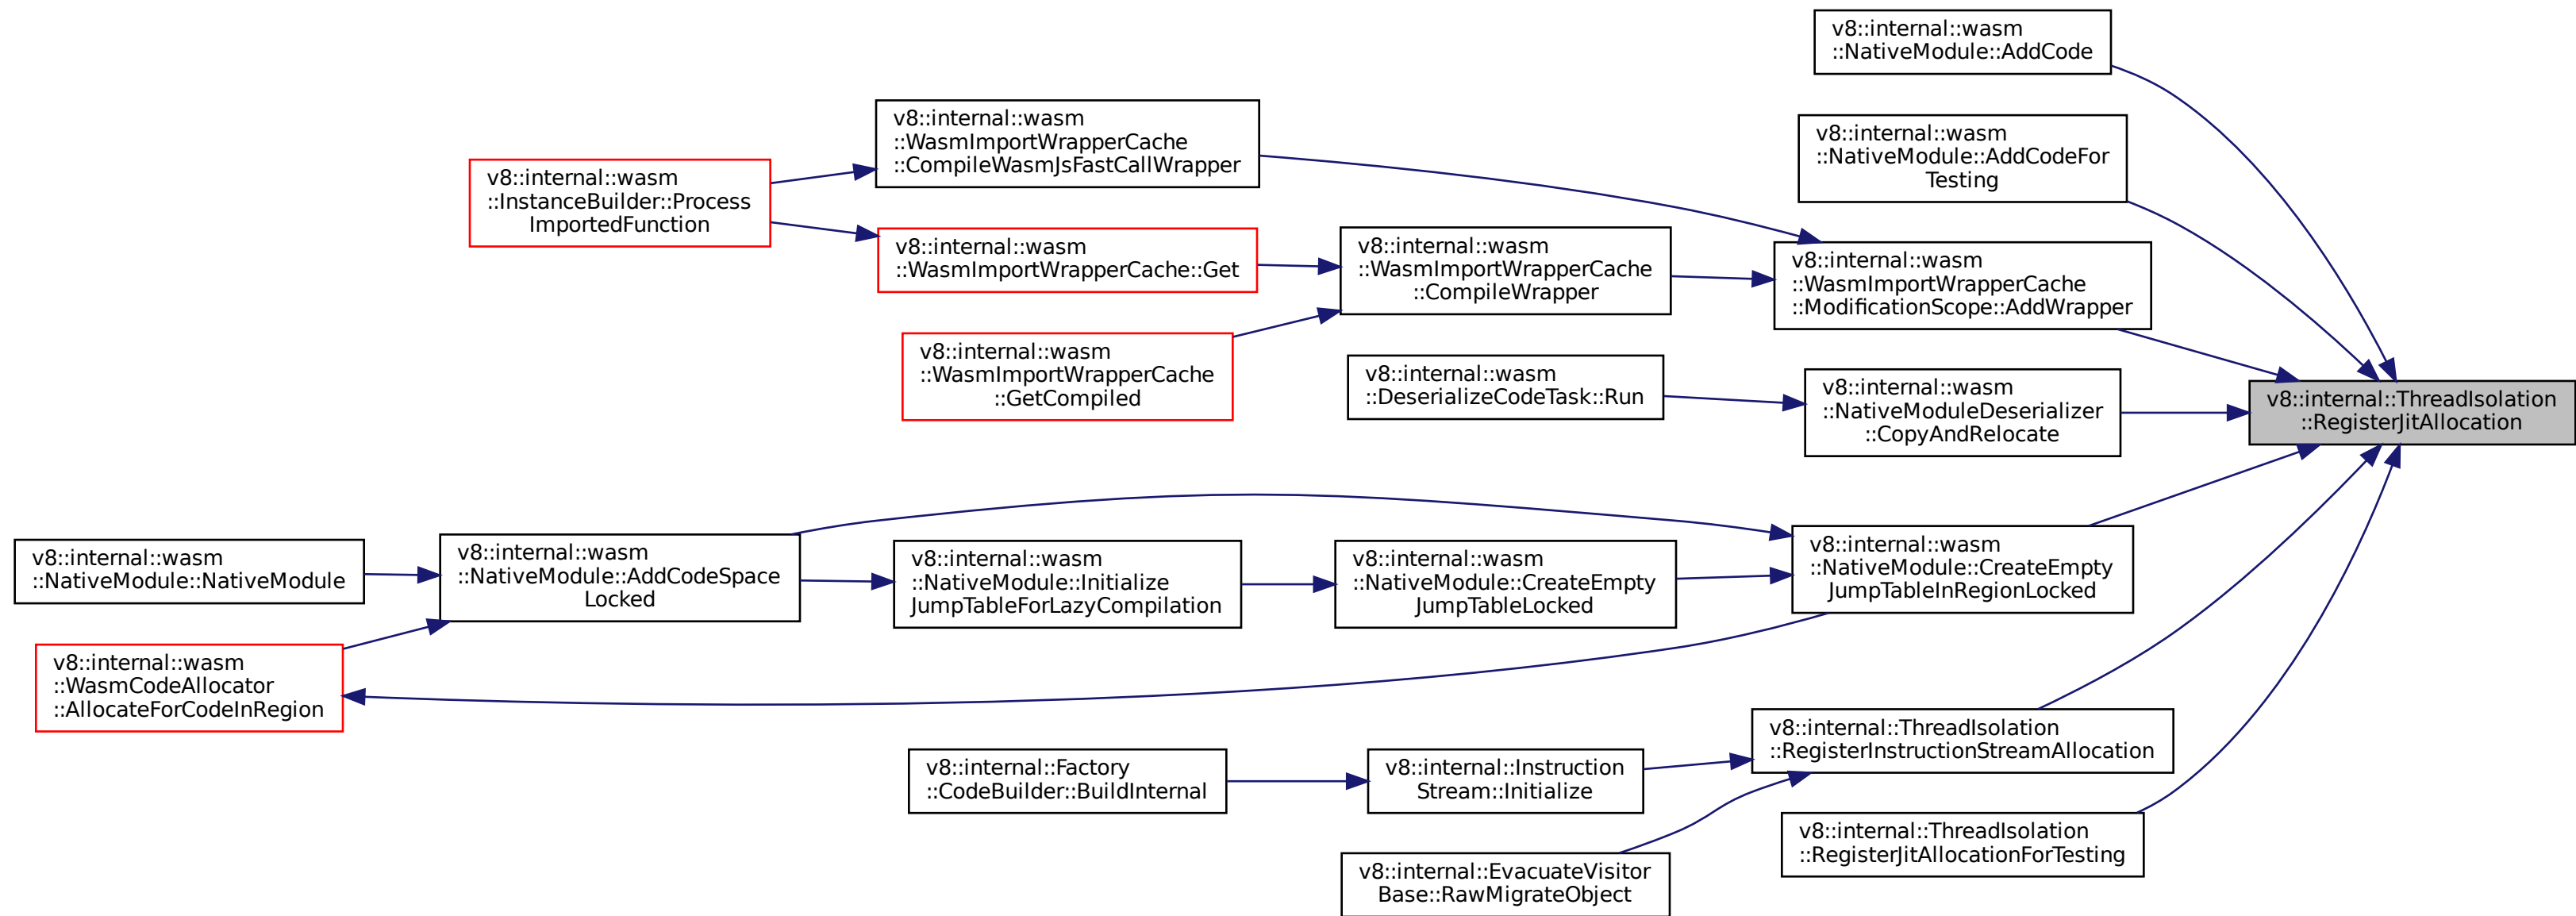 v8::internal::wasm
::NativeModule::AddCode
v8::internal::wasm
::WasmImportWrapperCache
::CompileWasmJsFastCallWrapper
v8::internal::wasm
::NativeModule::AddCodeFor
Testing
v8::internal::wasm
::InstanceBuilder::Process
ImportedFunction
v8::internal::wasm
::WasmImportWrapperCache::Get
v8::internal::wasm
::WasmImportWrapperCache
::CompileWrapper
v8::internal::wasm
::WasmImportWrapperCache
::ModificationScope::AddWrapper
v8::internal::wasm
::WasmImportWrapperCache
::GetCompiled
v8::internal::wasm
::DeserializeCodeTask::Run
v8::internal::wasm
::NativeModuleDeserializer
::CopyAndRelocate
v8::internal::ThreadIsolation
::RegisterJitAllocation
v8::internal::wasm
::NativeModule::NativeModule
v8::internal::wasm
::NativeModule::AddCodeSpace
Locked
v8::internal::wasm
::NativeModule::Initialize
JumpTableForLazyCompilation
v8::internal::wasm
::NativeModule::CreateEmpty
JumpTableLocked
v8::internal::wasm
::NativeModule::CreateEmpty
JumpTableInRegionLocked
v8::internal::wasm
::WasmCodeAllocator
::AllocateForCodeInRegion
v8::internal::ThreadIsolation
::RegisterInstructionStreamAllocation
v8::internal::Factory
::CodeBuilder::BuildInternal
v8::internal::Instruction
Stream::Initialize
v8::internal::ThreadIsolation
::RegisterJitAllocationForTesting
v8::internal::EvacuateVisitor
Base::RawMigrateObject